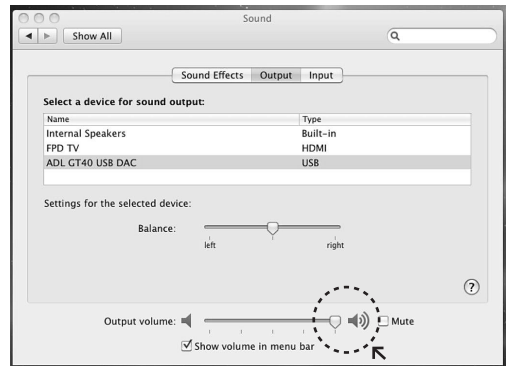 Sound
Show All
Sound Effects Output Input
Select a device for sound output:
Name Type
Internal Speakers Built-in
FPD TV HDMI
ADL GT40 USB DAC USB
Settings for the selected device:
Balance:
left right
?
Output volume: Mute
Show volume in menu bar